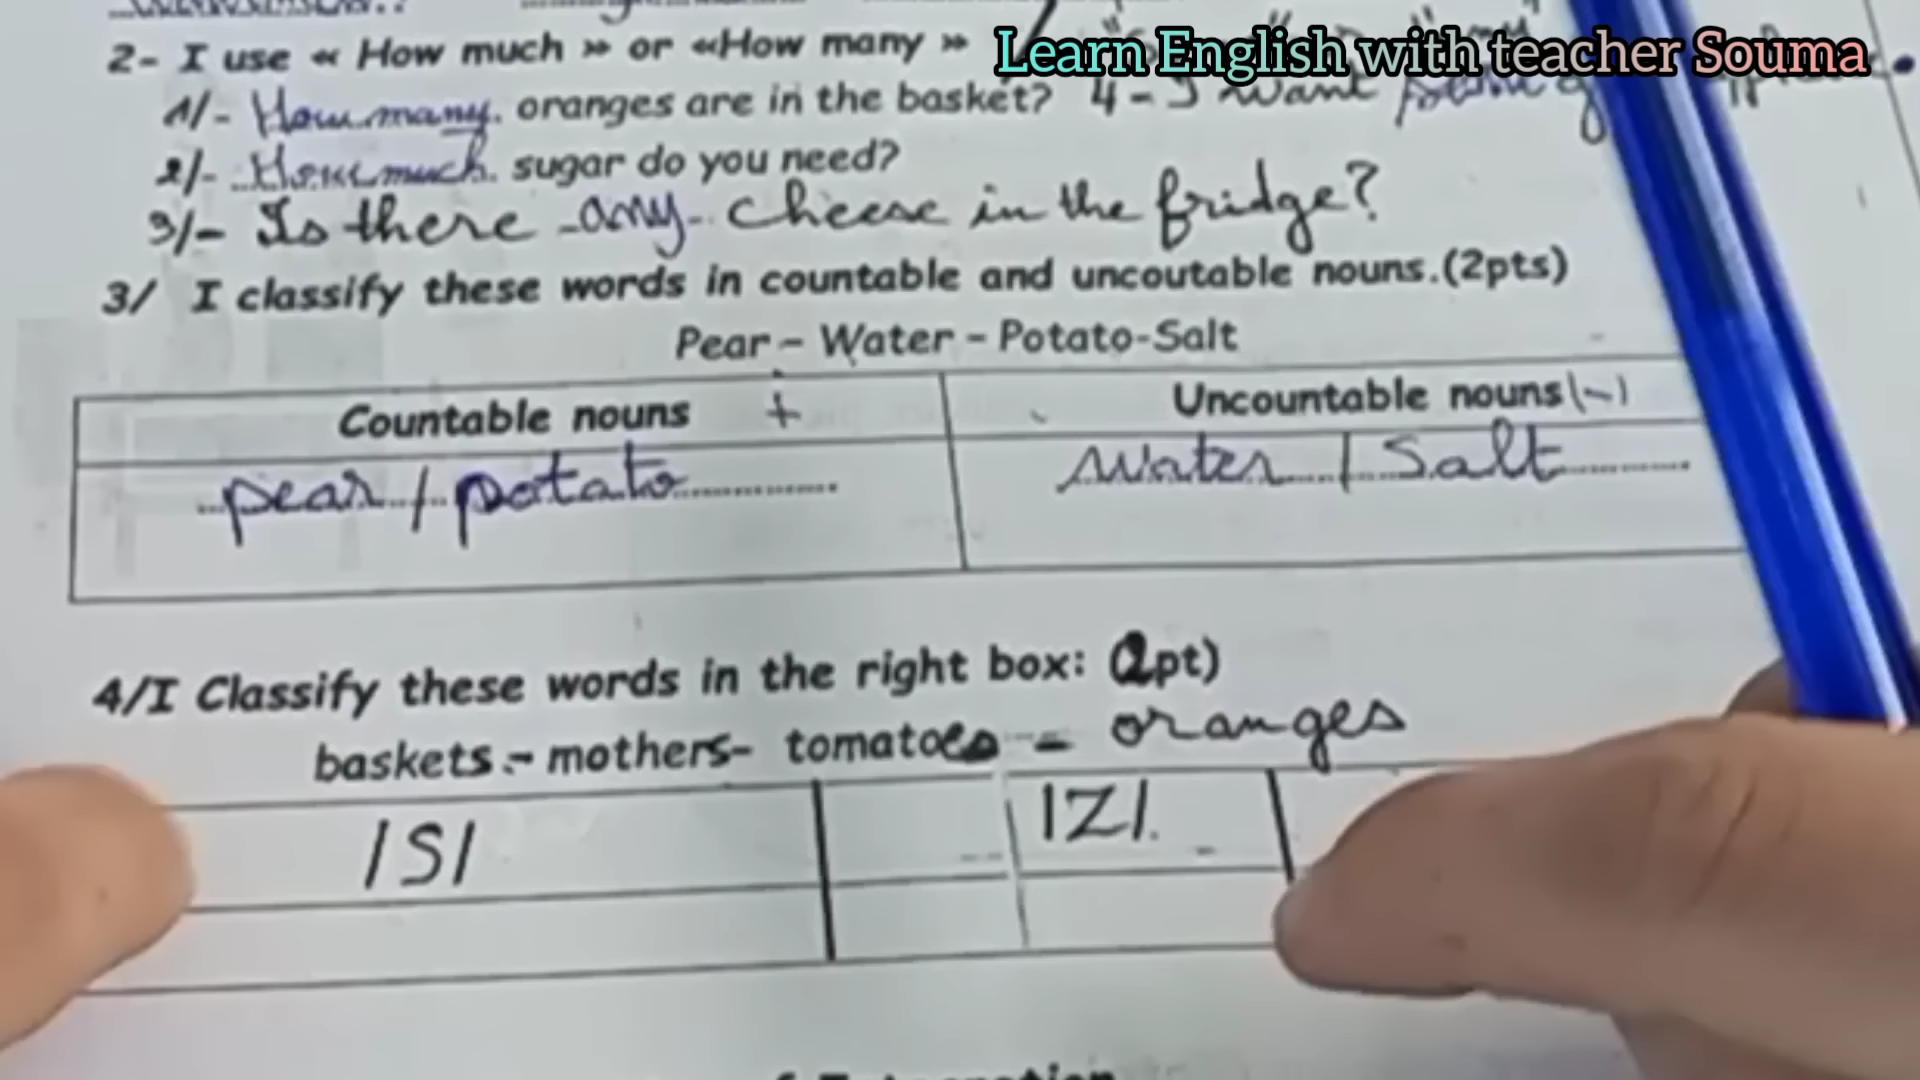 Learn English with teacher Souma
2- I use « How much » or «How many »
1/- How many oranges are in the basket? 4- I want
2/- How much sugar do you need?
3/- Is there any cheese in the fridge?
3/ I classify these words in countable and uncoutable nouns.(2pts)
Pear – Water – Potato-Salt
Countable nouns + Uncountable nouns (-)
pear / potato water / Salt
4/I Classify these words in the right box: (2pt)
baskets - mothers- tomatoes - oranges
/S/ /Z/